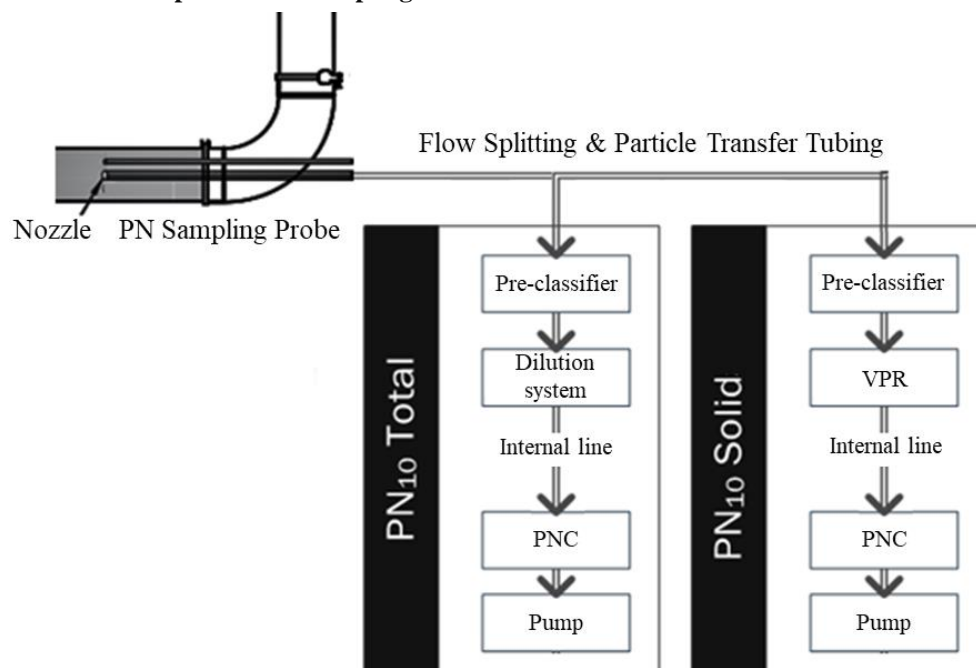 Flow Splitting & Particle Transfer Tubing
Nozzle PN Sampling Probe
PN₁₀ Total
Pre-classifier
Dilution
system
Internal line
PNC
Pump
PN₁₀ Solid
Pre-classifier
VPR
Internal line
PNC
Pump